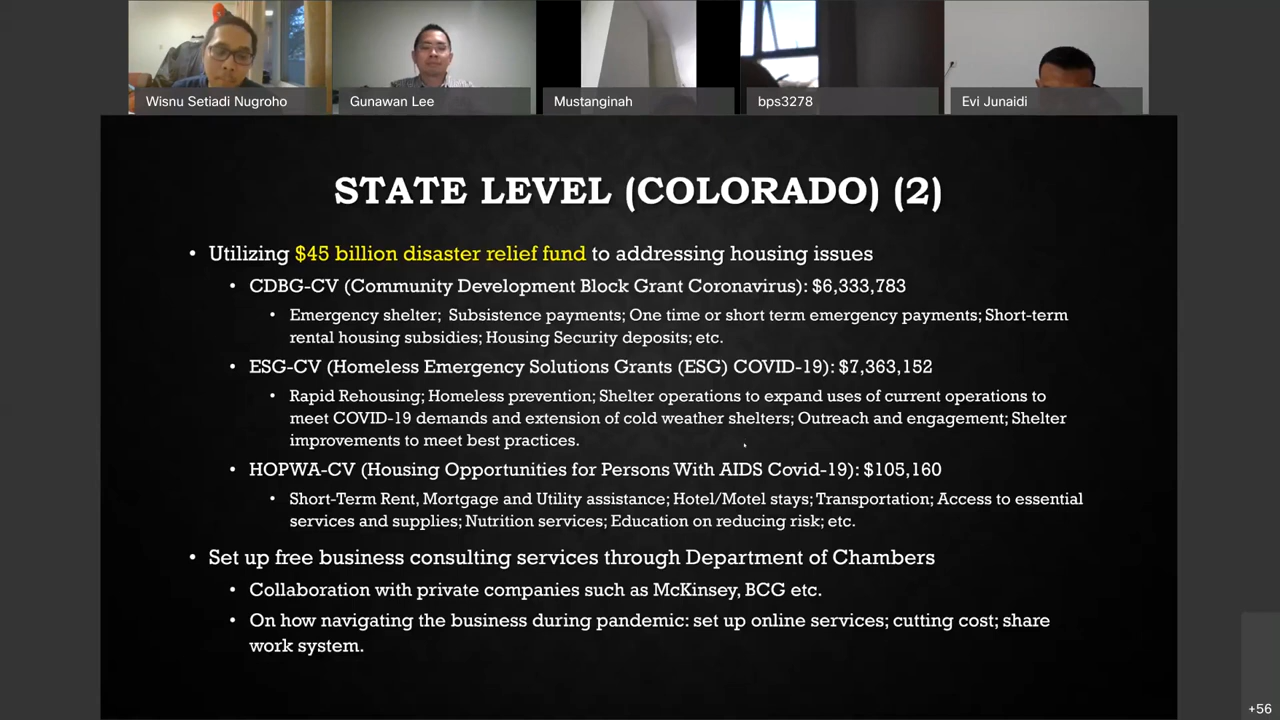 Wisnu Setiadi Nugroho
Gunawan Lee
Mustanginah
bps3278
Evi Junaidi
STATE LEVEL (COLORADO) (2)
• Utilizing $45 billion disaster relief fund to addressing housing issues
• CDBG-CV (Community Development Block Grant Coronavirus): $6,333,783
• Emergency shelter; Subsistence payments; One time or short term emergency payments; Short-term
rental housing subsidies; Housing Security deposits; etc.
• ESG-CV (Homeless Emergency Solutions Grants (ESG) COVID-19): $7,363,152
• Rapid Rehousing; Homeless prevention; Shelter operations to expand uses of current operations to
meet COVID-19 demands and extension of cold weather shelters; Outreach and engagement; Shelter
improvements to meet best practices.
• HOPWA-CV (Housing Opportunities for Persons With AIDS Covid-19): $105,160
• Short-Term Rent, Mortgage and Utility assistance; Hotel/Motel stays; Transportation; Access to essential
services and supplies; Nutrition services; Education on reducing risk; etc.
• Set up free business consulting services through Department of Chambers
• Collaboration with private companies such as McKinsey, BCG etc.
• On how navigating the business during pandemic: set up online services; cutting cost; share
work system.
+56